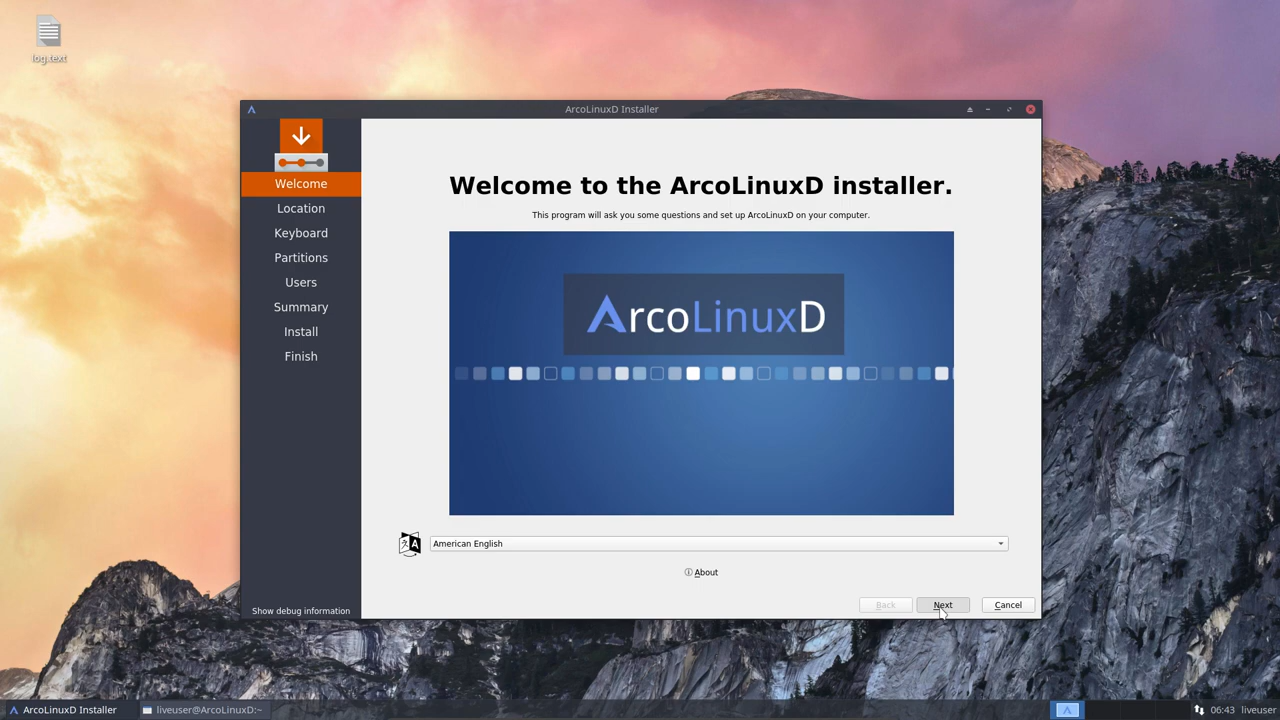 log.text
ArcoLinuxD Installer
Welcome
Location
Keyboard
Partitions
Users
Summary
Install
Finish
Show debug information
Welcome to the ArcoLinuxD installer.
This program will ask you some questions and set up ArcoLinuxD on your computer.
ArcoLinuxD
American English
About
Back
Next
Cancel
ArcoLinuxD Installer
liveuser@ArcoLinuxD:~
06:43
liveuser